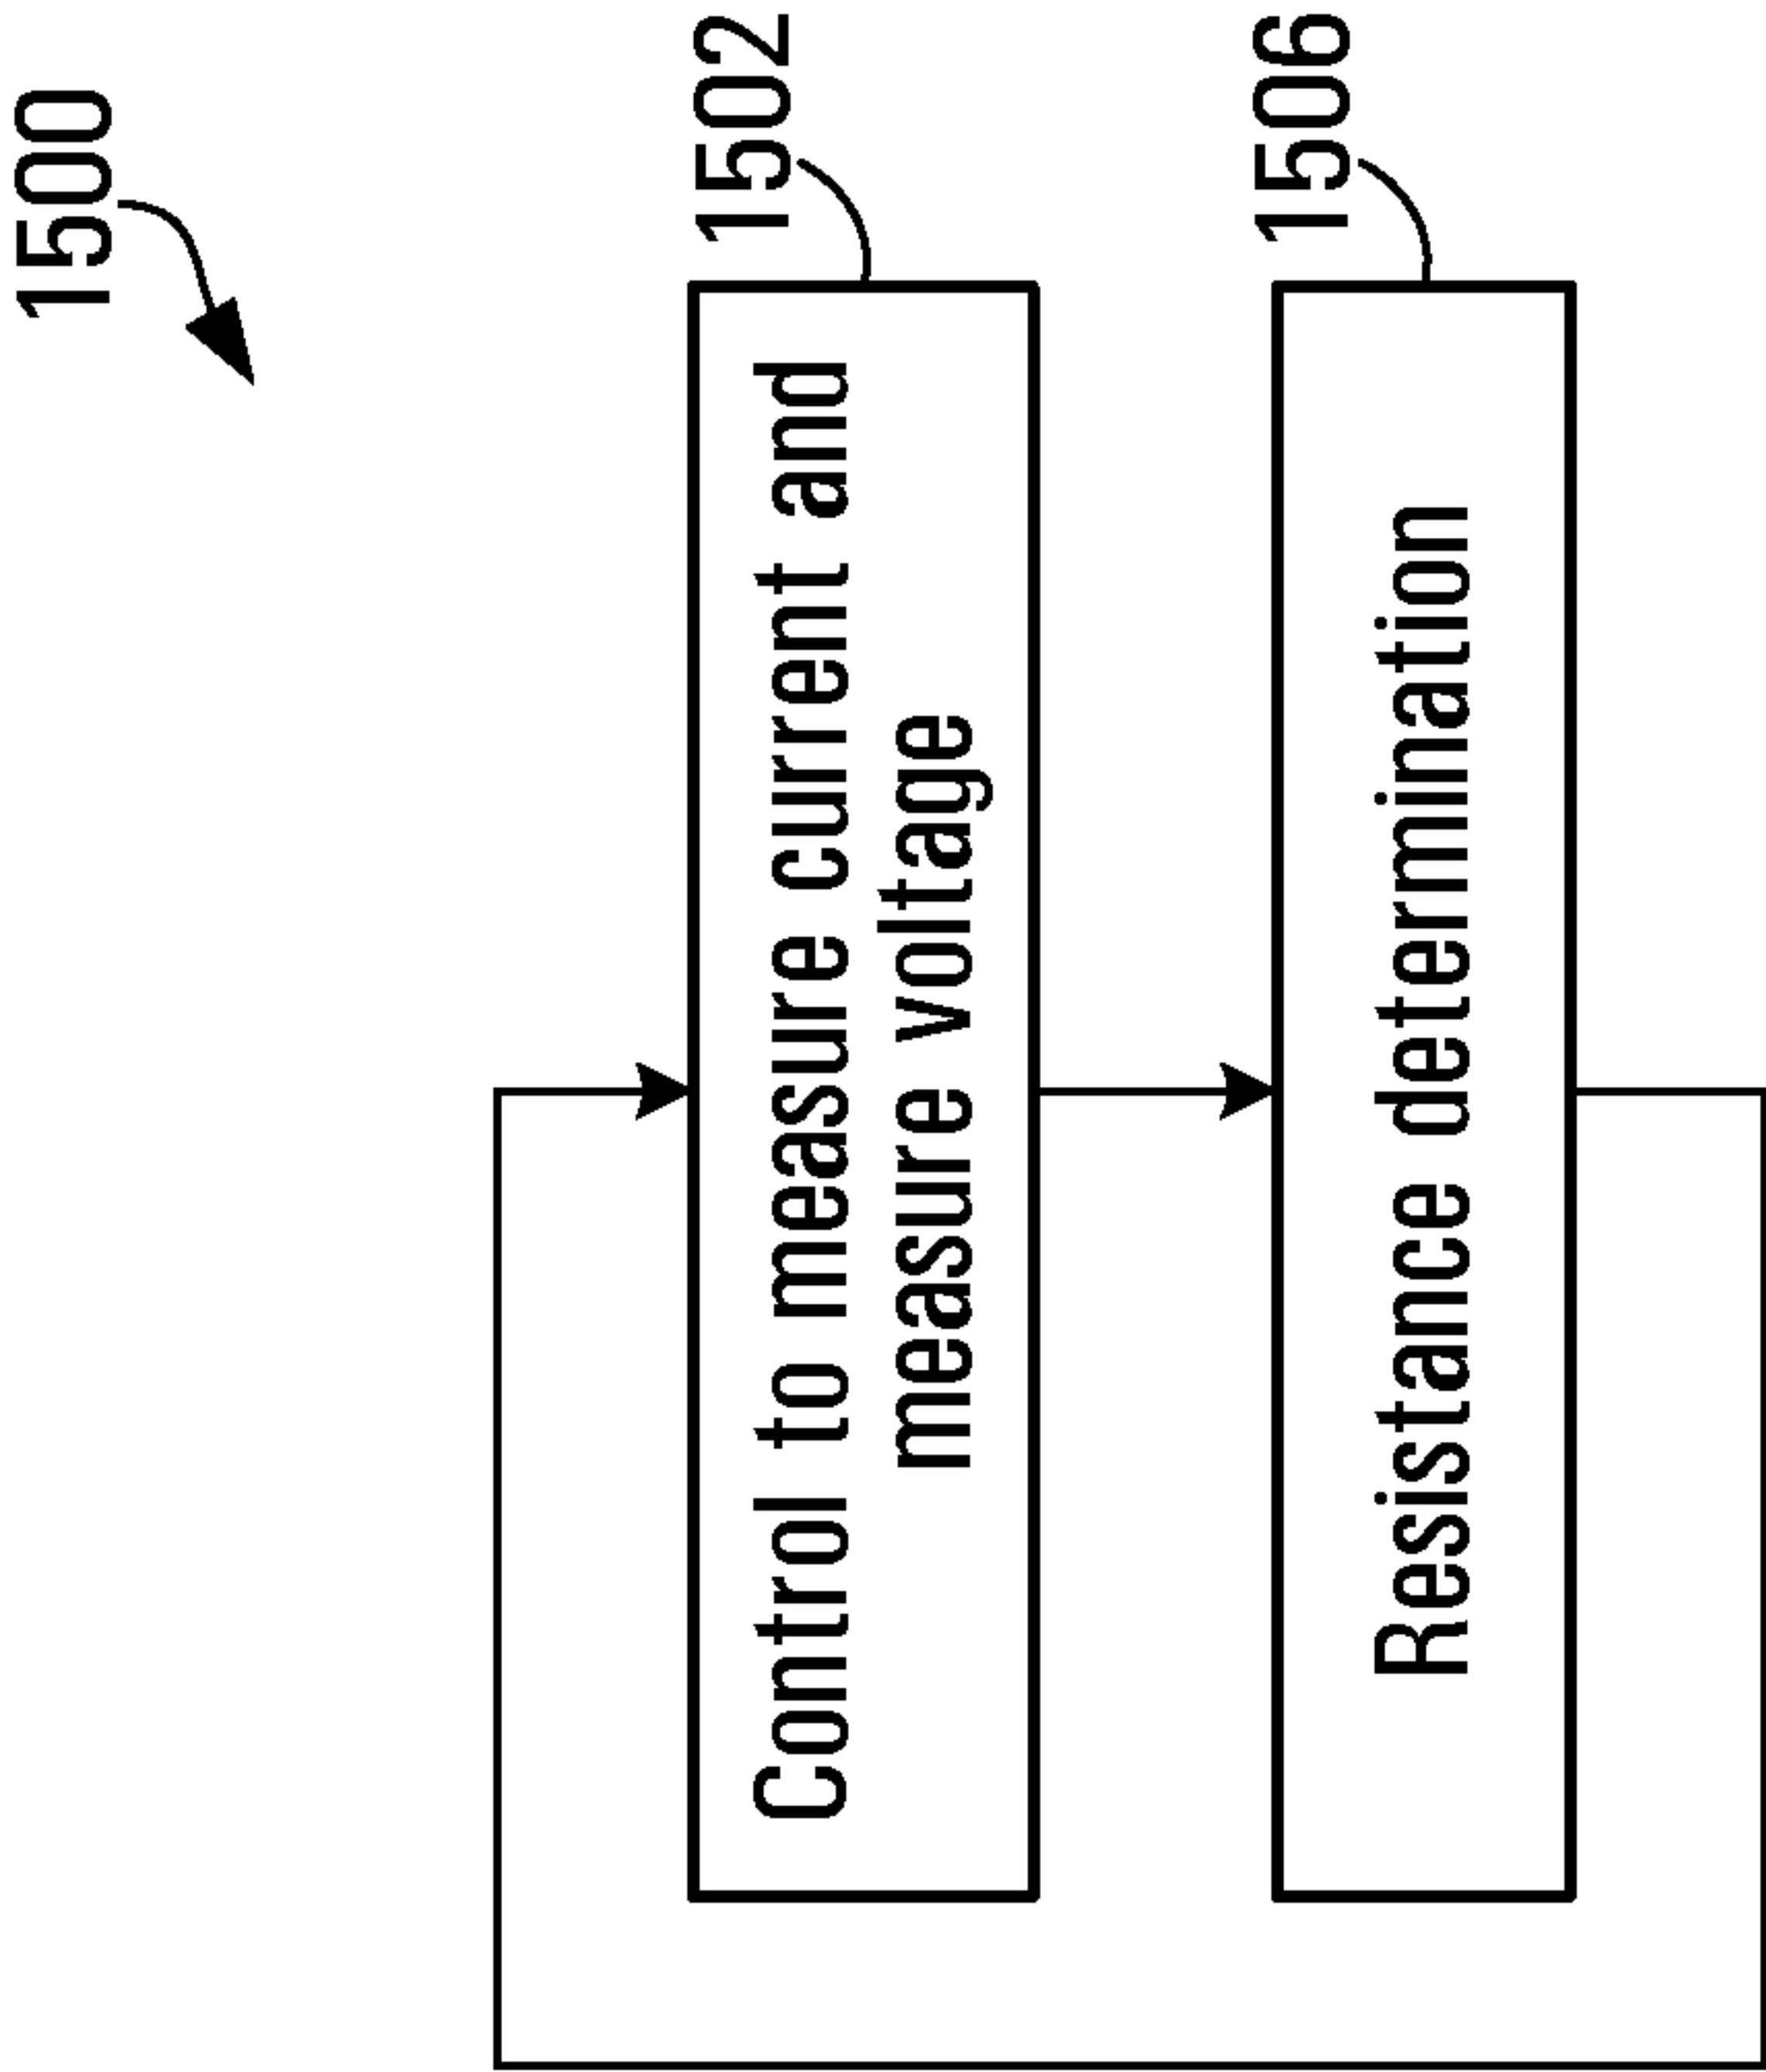 1500
Control to measure current and
measure voltage
1502
Resistance determination
1506